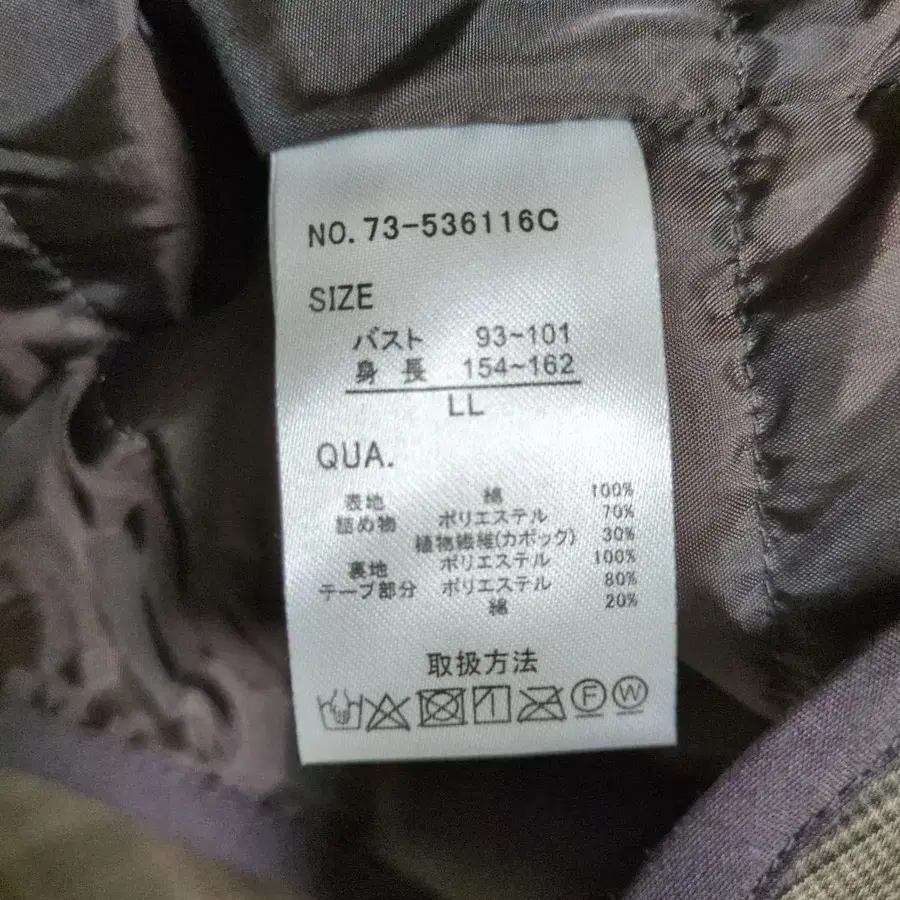 NO. 73-536116C
SIZE
バスト 93~101
身長 154~162
LL
QUA.
表地 綿 100%
詰め物 ポリエステル 70%
植物繊維(カポック) 30%
裏地 ポリエステル 100%
テープ部分 ポリエステル 80%
綿 20%
取扱方法
F W